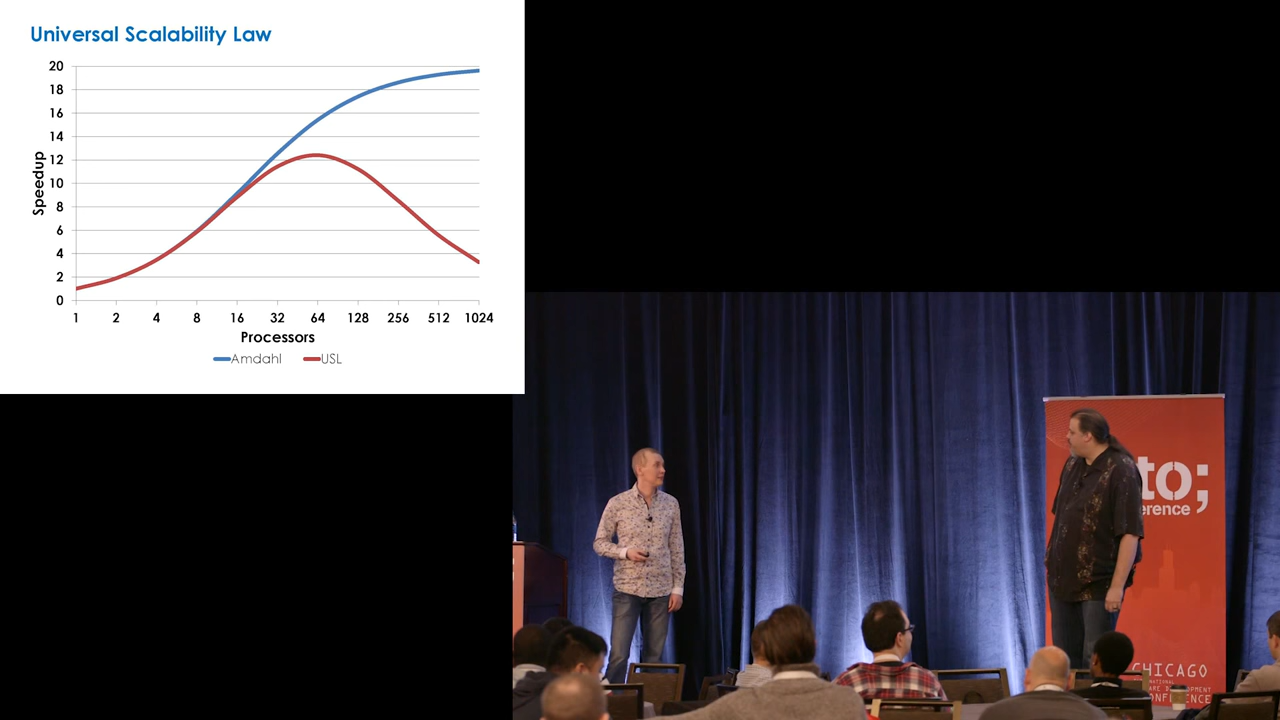 Universal Scalability Law
20
18
16
14
12
10
8
6
4
2
0
Speedup
1 2 4 8 16 32 64 128 256 512 1024
Processors
Amdahl USL
to;
erence
CHICAGO